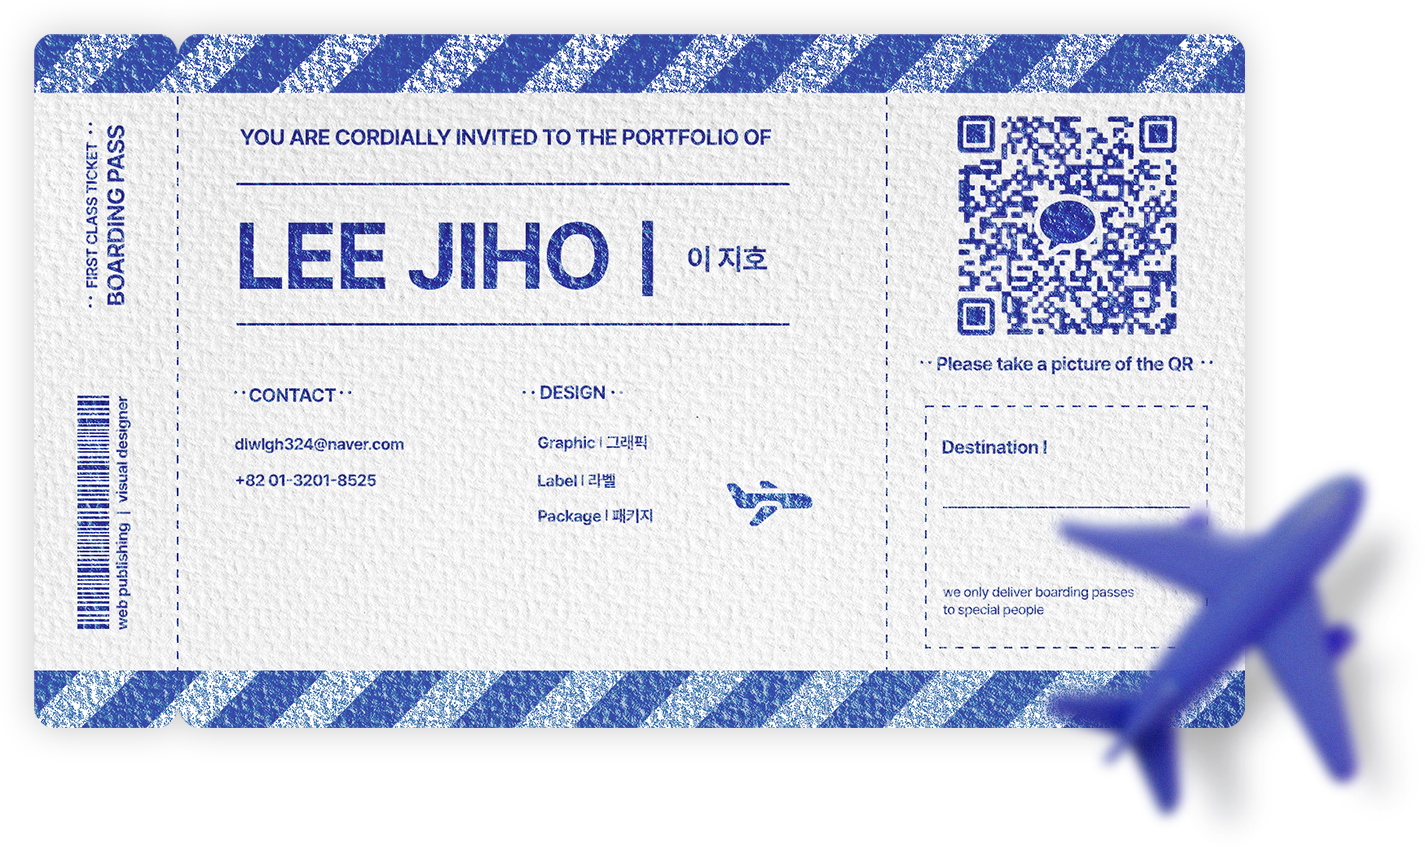 ·· FIRST CLASS TICKET ··
BOARDING PASS
web publishing | visual designer
YOU ARE CORDIALLY INVITED TO THE PORTFOLIO OF
LEE JIHO | 이 지호
·· CONTACT ··
dlwlgh324@naver.com
+82 01-3201-8525
·· DESIGN ··
Graphic | 그래픽
Label | 라벨
Package | 패키지
·· Please take a picture of the QR ··
Destination |
we only deliver boarding passes
to special people